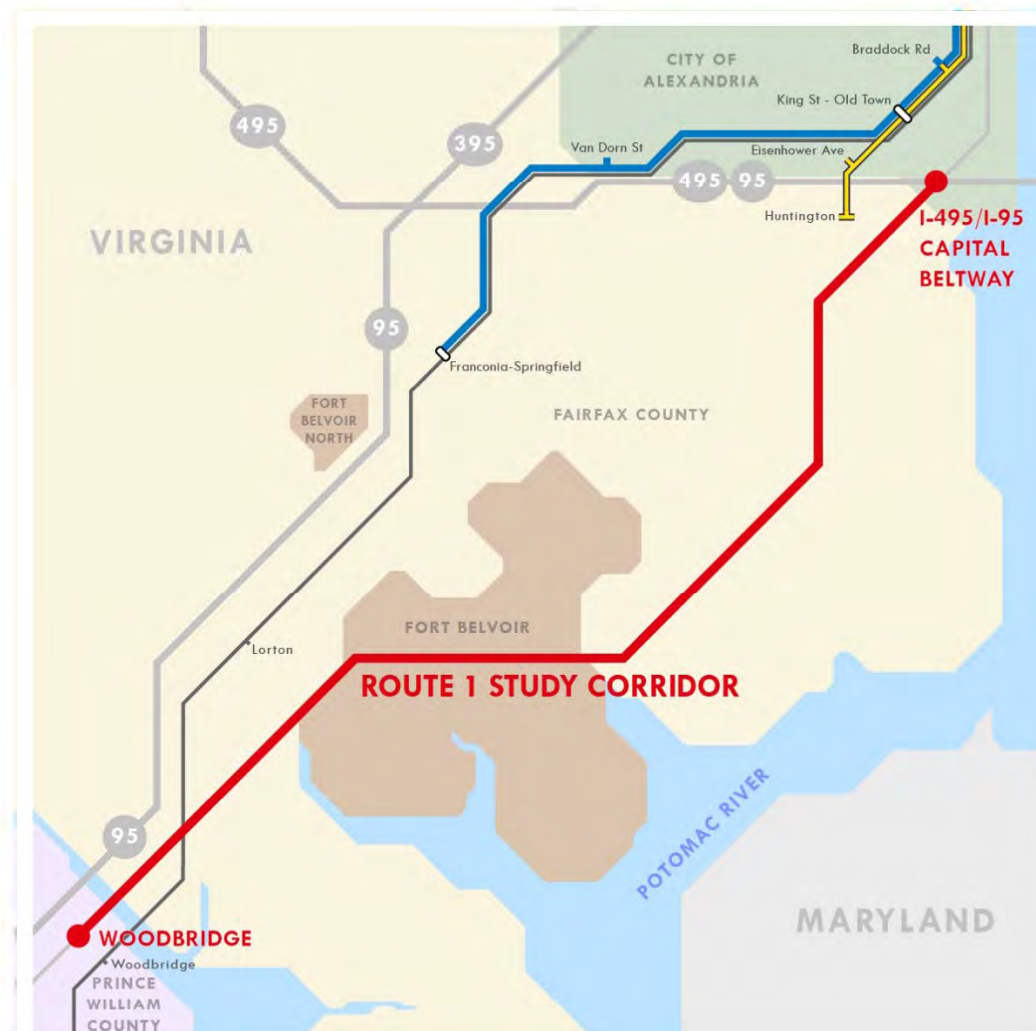 Braddock Rd
CITY OF
ALEXANDRIA
King St - Old Town
495
395
Van Dorn St
Eisenhower Ave
495
95
Huntington
I-495/I-95
CAPITAL
BELTWAY
VIRGINIA
95
Franconia-Springfield
FORT
BELVOIR
NORTH
FAIRFAX COUNTY
FORT BELVOIR
Lorton
ROUTE 1 STUDY CORRIDOR
POTOMAC RIVER
95
MARYLAND
WOODBRIDGE
Woodbridge
PRINCE
WILLIAM
COUNTY